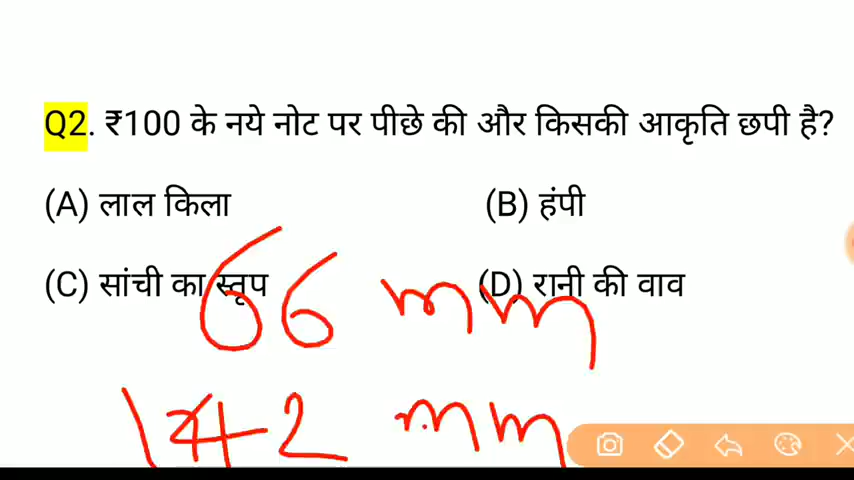 Q2. ₹100 के नये नोट पर पीछे की और किसकी आकृति छपी है?
(A) लाल किला (B) हंपी
(C) सांची का स्तूप (D) रानी की वाव
66 mm
142 mm